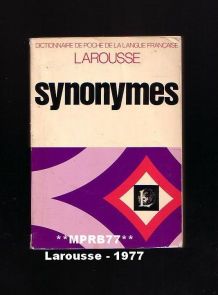 DICTIONNAIRE DE POCHE DE LA LANGUE FRANÇAISE
LAROUSSE
synonymes
**MPRB77**
Larousse - 1977